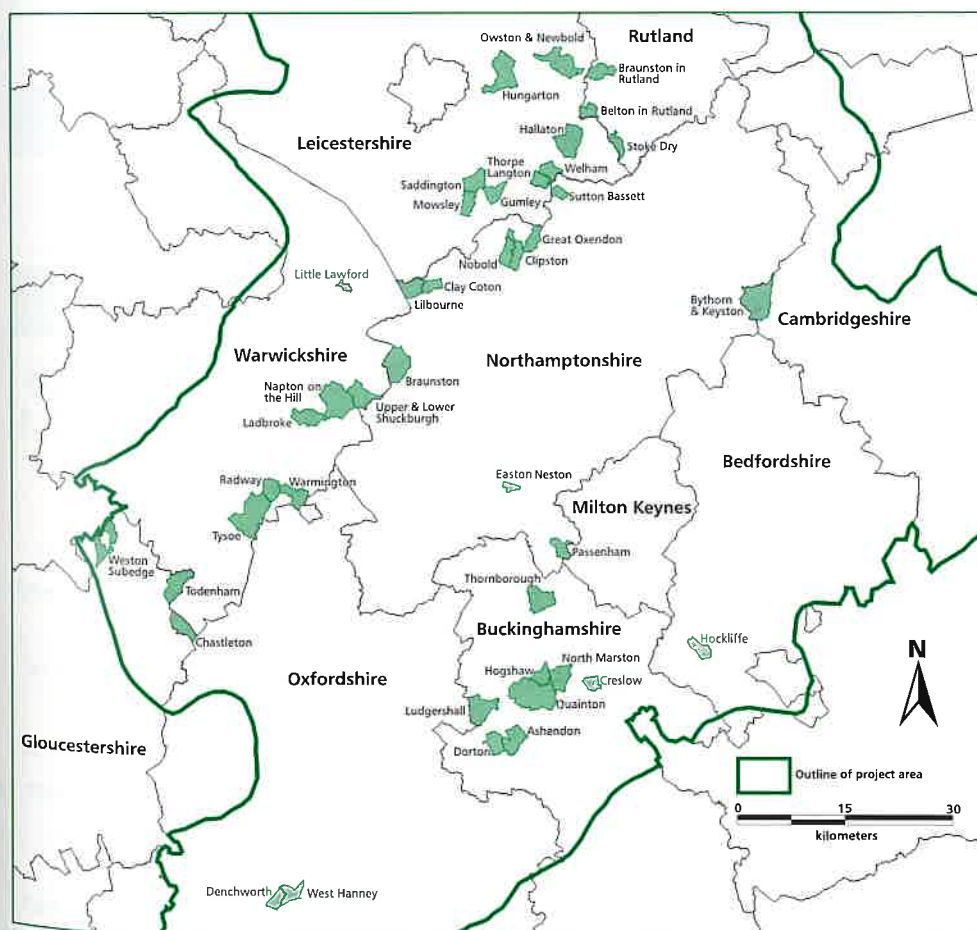 Owston & Newbold
Rutland
Braunston in
Rutland
Hungarton
Belton in Rutland
Hallaton
Leicestershire
Stoke Dry
Thorpe
Langton
Welham
Saddington
Mowsley
Gumley
Sutton Bassett
Great Oxendon
Nobold
Clipston
Little Lawford
Clay Coton
Lilbourne
Bythorn
& Keyston
Cambridgeshire
Warwickshire
Northamptonshire
Braunston
Napton on
the Hill
Upper & Lower
Shuckburgh
Ladbroke
Bedfordshire
Radway
Warmington
Easton Neston
Milton Keynes
Tysoe
Passenham
Weston
Subedge
Todenham
Thornborough
Chastleton
Buckinghamshire
Hockliffe
N
North Marston
Hogshaw
Creslow
Oxfordshire
Quainton
Ludgershall
Gloucestershire
Ashendon
Dorton
Outline of project area
0 15 30
kilometers
Denchworth
West Hanney